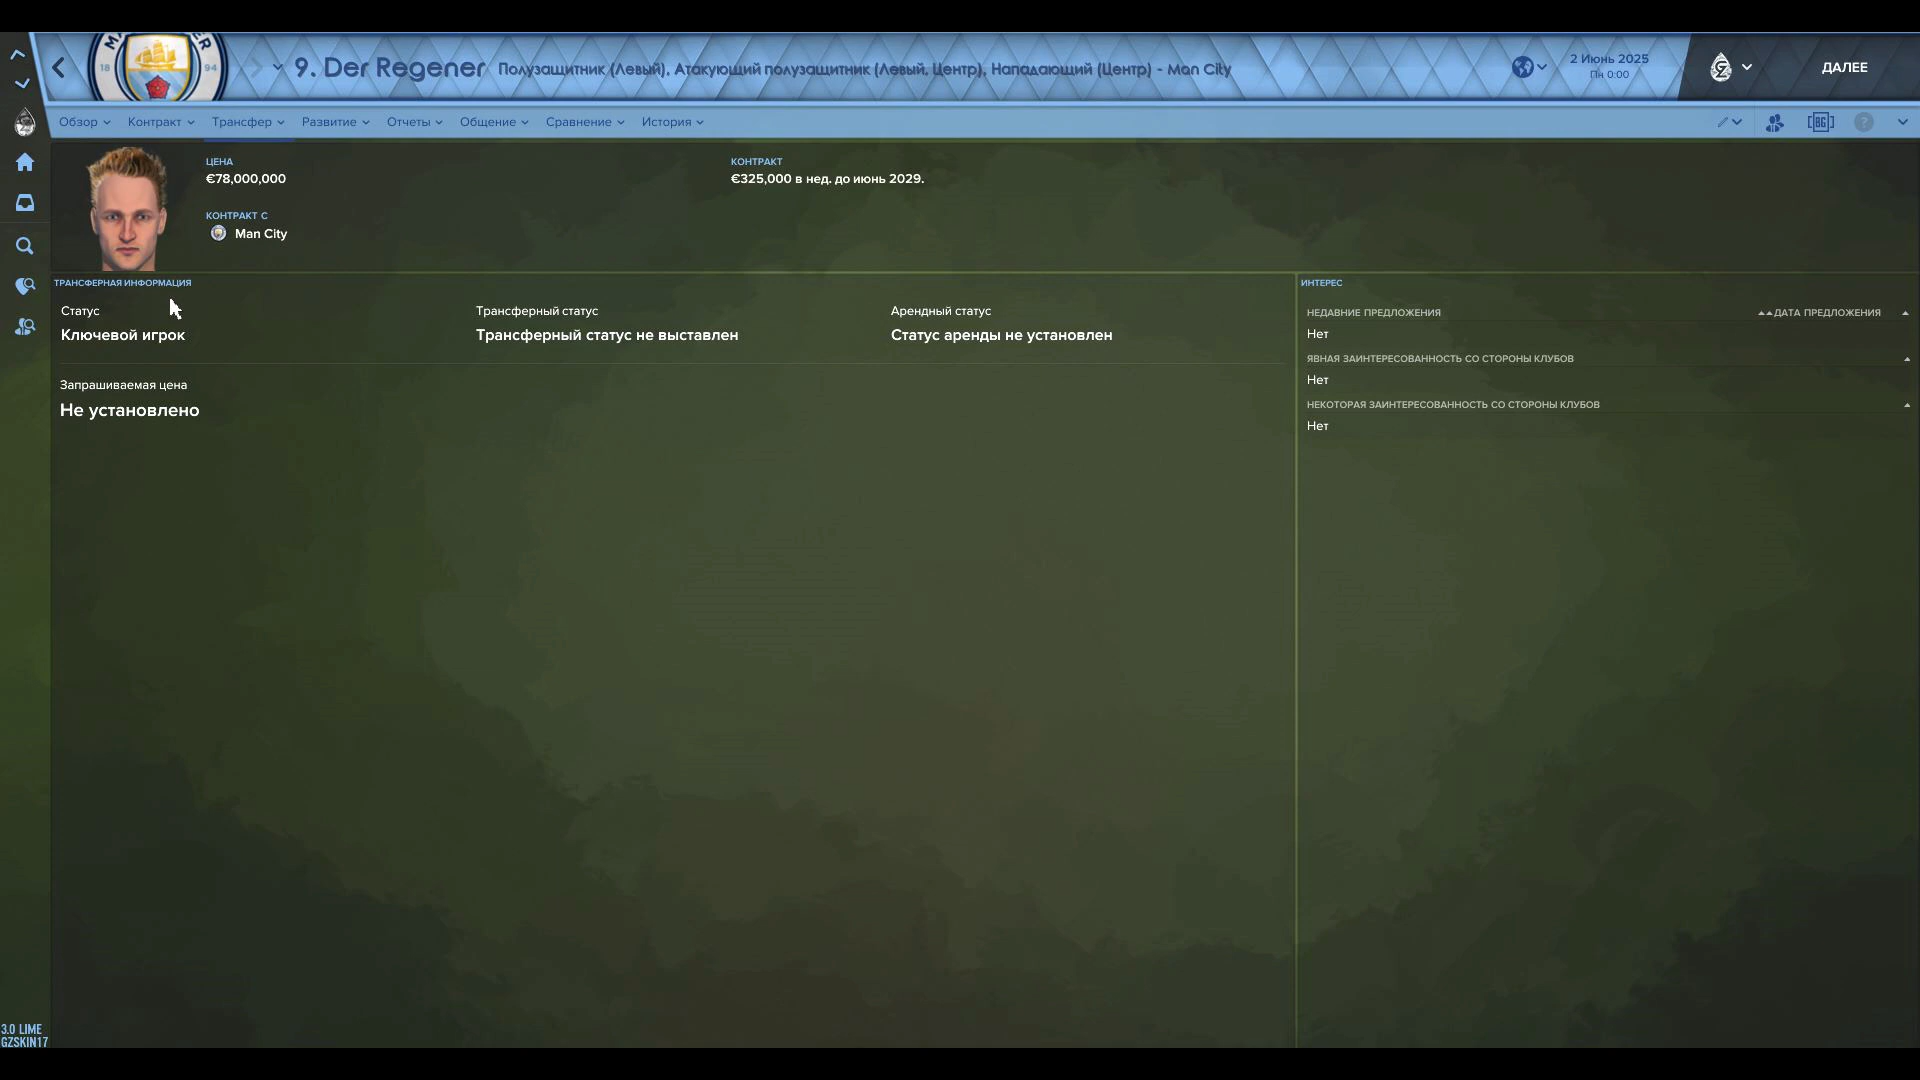 18 94
9. Der Regener Полузащитник (Левый), Атакующий полузащитник (Левый, Центр), Нападающий (Центр) - Man City
2 Июнь 2025
Пн 0:00
ДАЛЕЕ
Обзор Контракт Трансфер Развитие Отчеты Общение Сравнение История
ЦЕНА
€78,000,000
КОНТРАКТ
€325,000 в нед. до июнь 2029.
КОНТРАКТ С
Man City
ТРАНСФЕРНАЯ ИНФОРМАЦИЯ
Статус
Ключевой игрок
Трансферный статус
Трансферный статус не выставлен
Арендный статус
Статус аренды не установлен
Запрашиваемая цена
Не установлено
ИНТЕРЕС
НЕДАВНИЕ ПРЕДЛОЖЕНИЯ ДАТА ПРЕДЛОЖЕНИЯ
Нет
ЯВНАЯ ЗАИНТЕРЕСОВАННОСТЬ СО СТОРОНЫ КЛУБОВ
Нет
НЕКОТОРАЯ ЗАИНТЕРЕСОВАННОСТЬ СО СТОРОНЫ КЛУБОВ
Нет
3.0 LIME
GZSKIN17